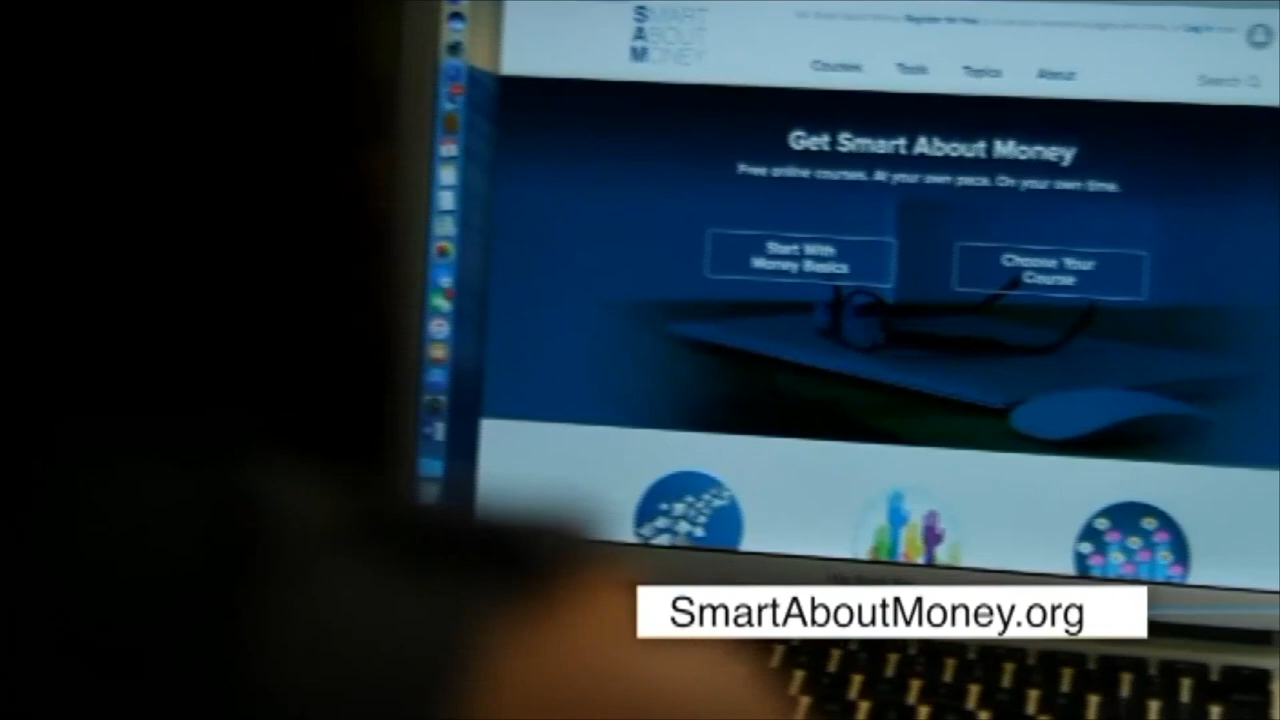 SMART
ABOUT
MONEY
Courses Tools Topics About
Search
Get Smart About Money
Free online courses. At your own pace. On your own time.
Start With
Money Basics
Choose Your
Course
SmartAboutMoney.org